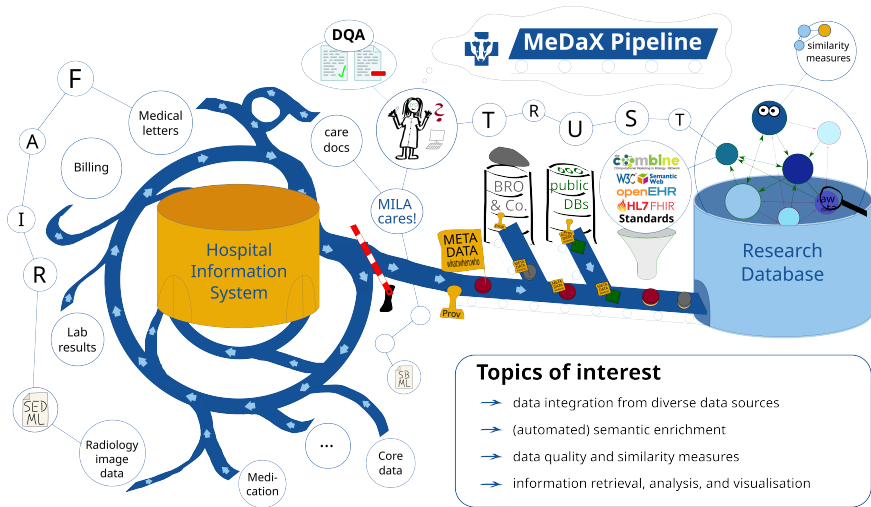 DQA
MeDaX Pipeline
similarity
measures
F
A
I
R
Medical
letters
Billing
care
docs
MILA
cares!
T
R
U
S
T
?
BRO
& Co.
public
DBs
combine
W3C Semantic
Web
openEHR
HL7 FHIR
Standards
META
DATA
Prov
Prov
Hospital
Information
System
Research
Database
Lab
results
SED
ML
SB
ML
Radiology
image
data
Medi-
cation
...
Core
data
Topics of interest
data integration from diverse data sources
(automated) semantic enrichment
data quality and similarity measures
information retrieval, analysis, and visualisation